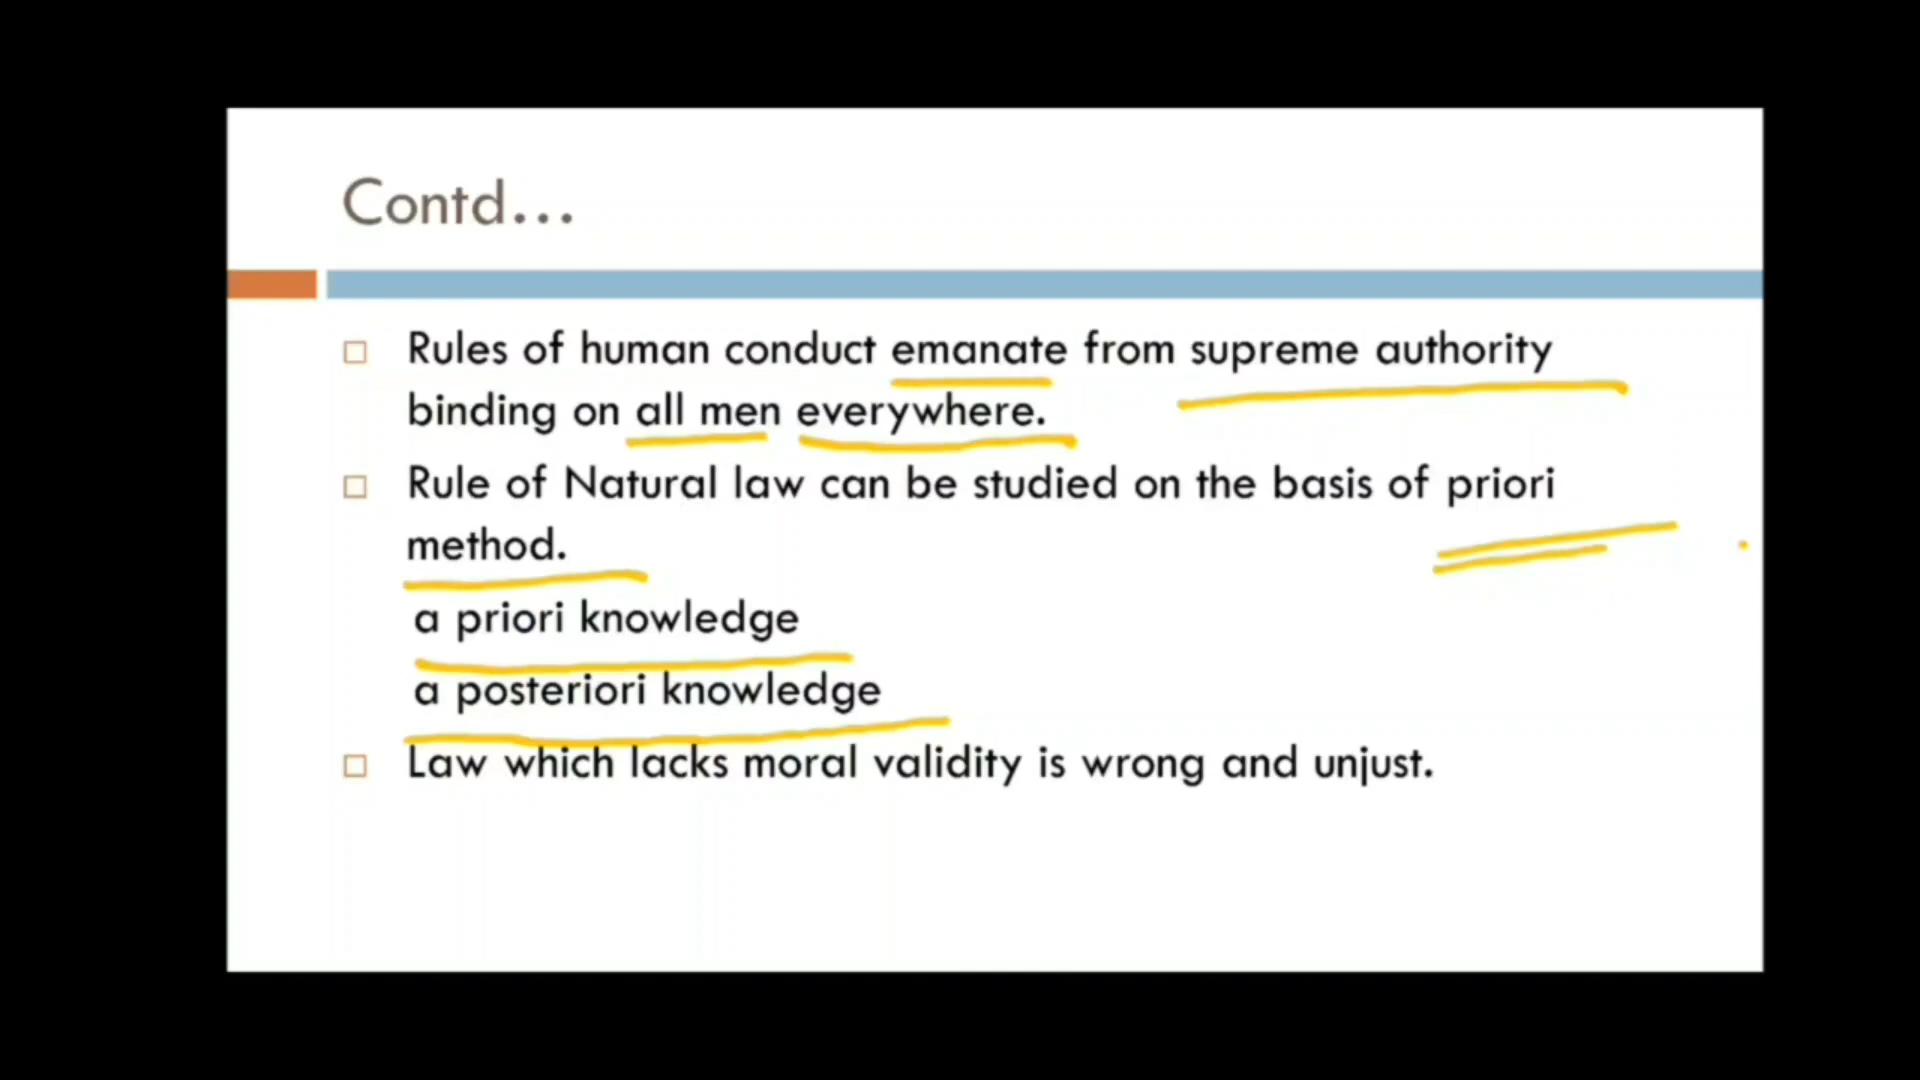 Contd...
Rules of human conduct emanate from supreme authority
binding on all men everywhere.
Rule of Natural law can be studied on the basis of priori
method.
a priori knowledge
a posteriori knowledge
Law which lacks moral validity is wrong and unjust.